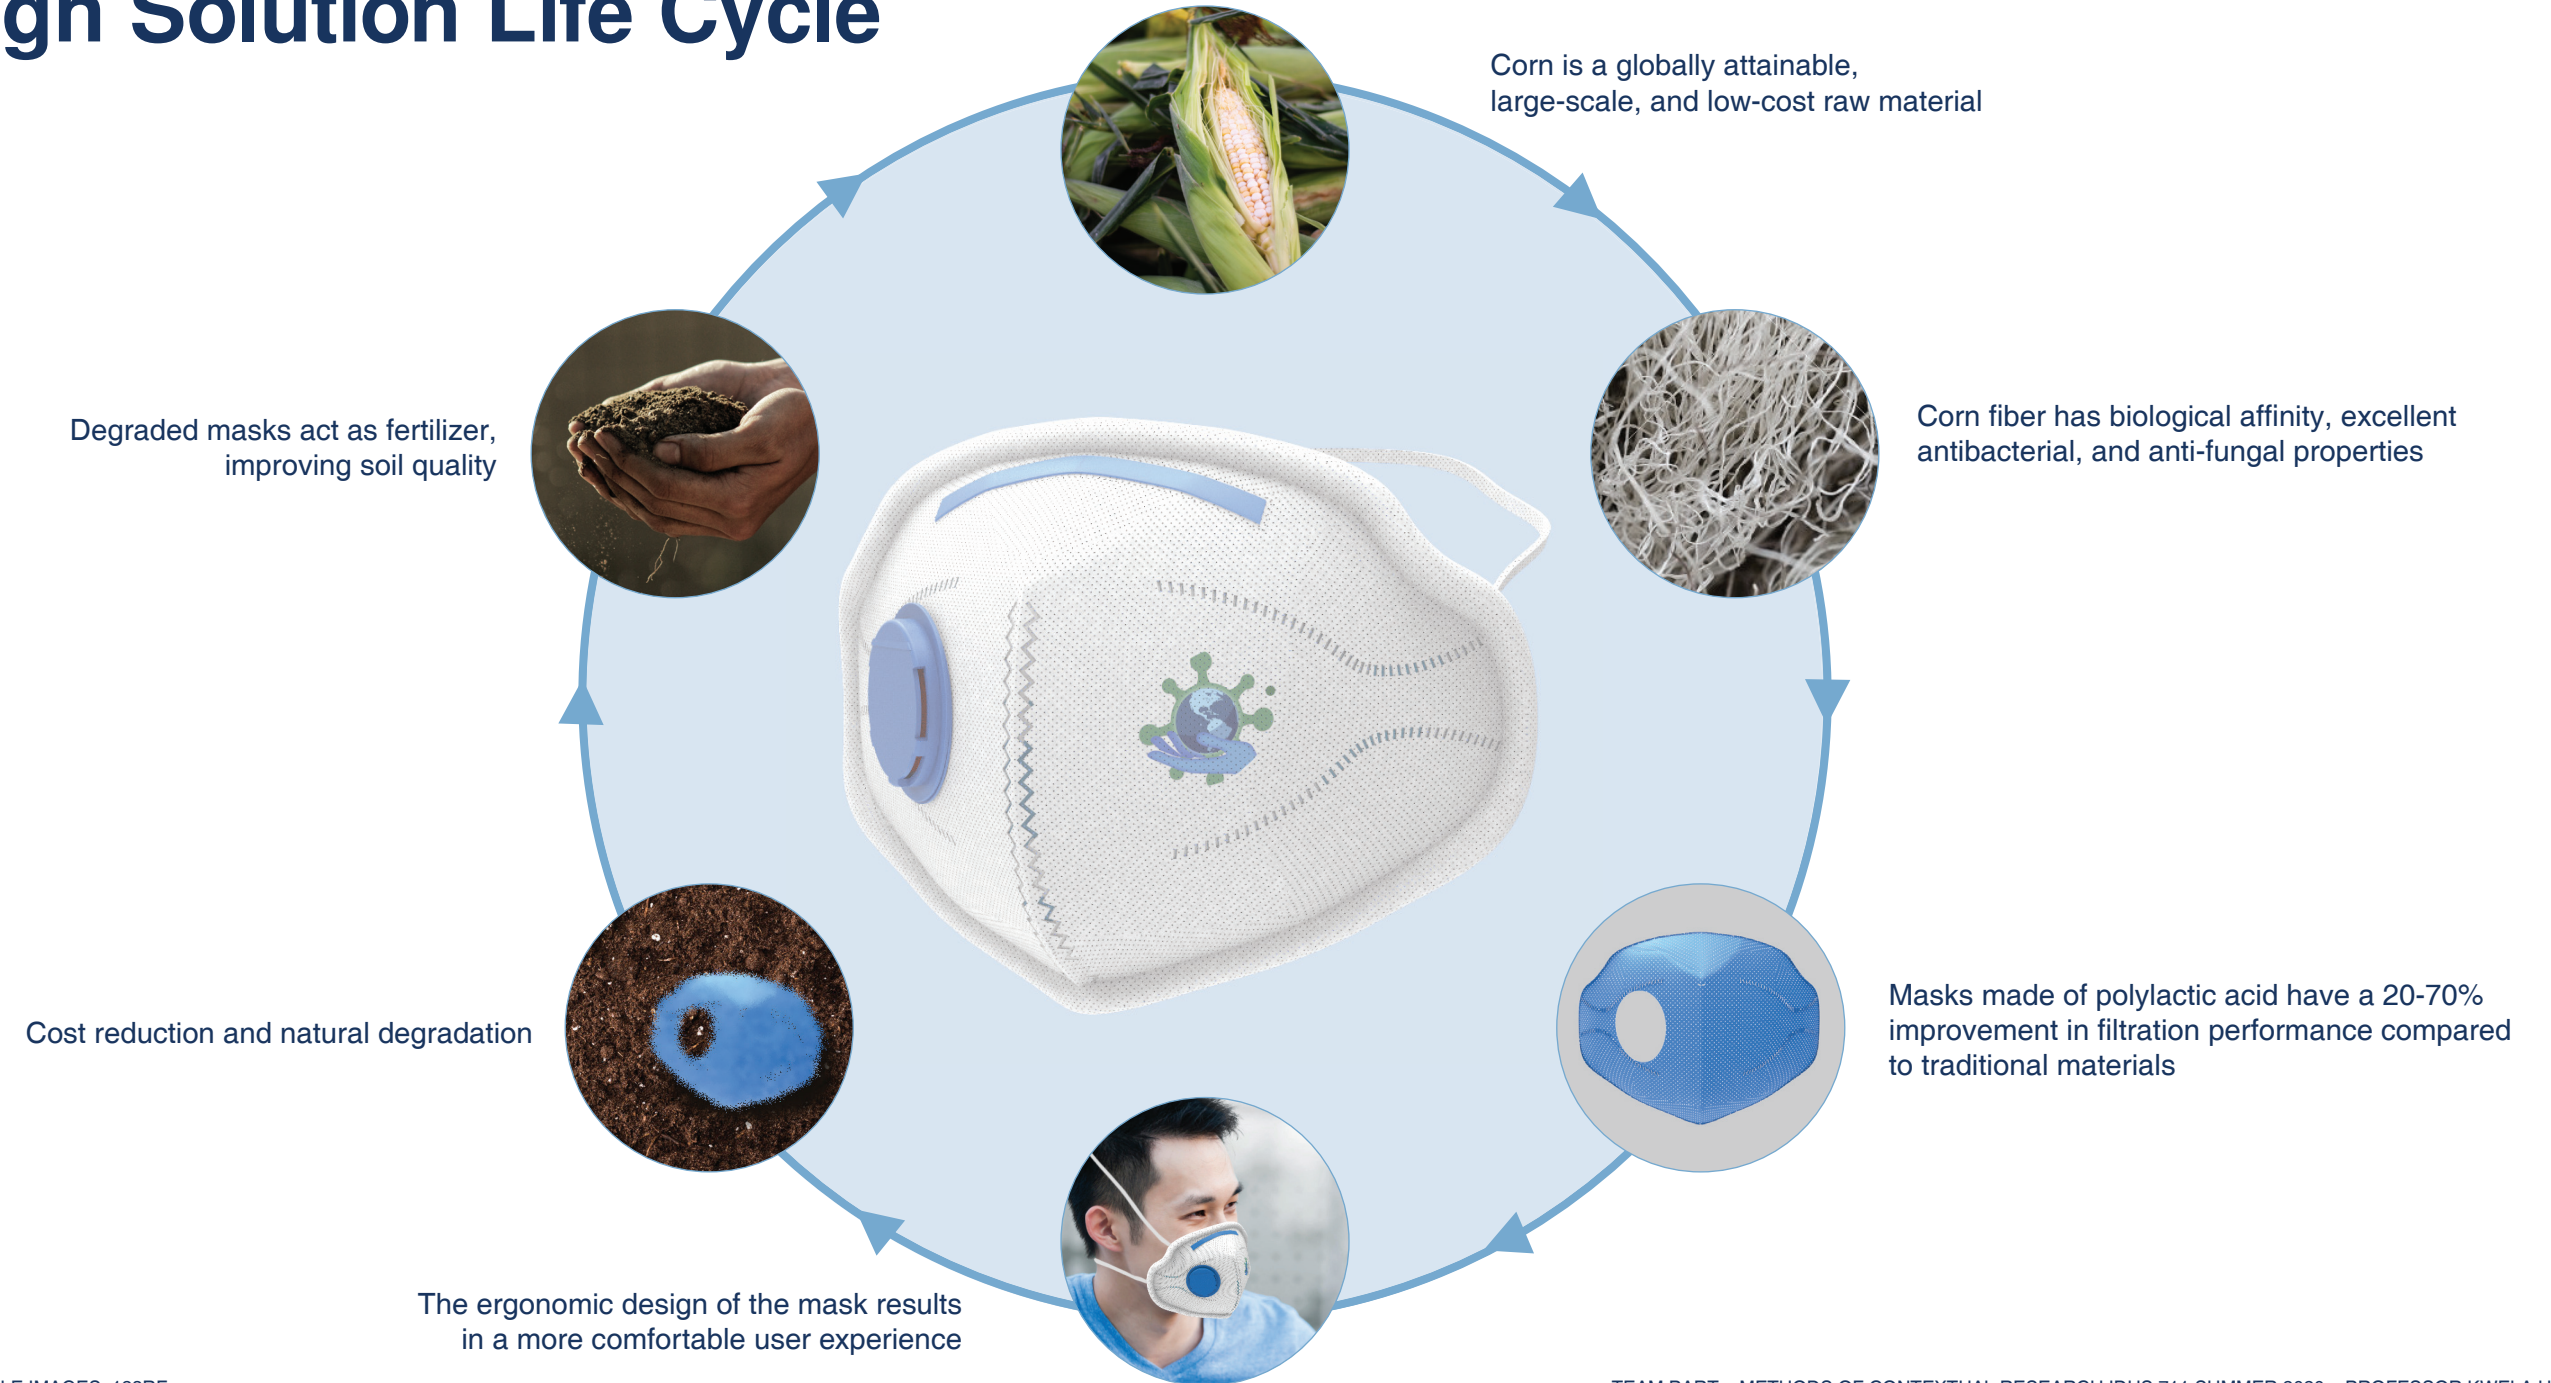 gn Solution Life Cycle
Corn is a globally attainable,
large-scale, and low-cost raw material
Corn fiber has biological affinity, excellent
antibacterial, and anti-fungal properties
Masks made of polylactic acid have a 20-70%
improvement in filtration performance compared
to traditional materials
The ergonomic design of the mask results
in a more comfortable user experience
Cost reduction and natural degradation
Degraded masks act as fertilizer,
improving soil quality